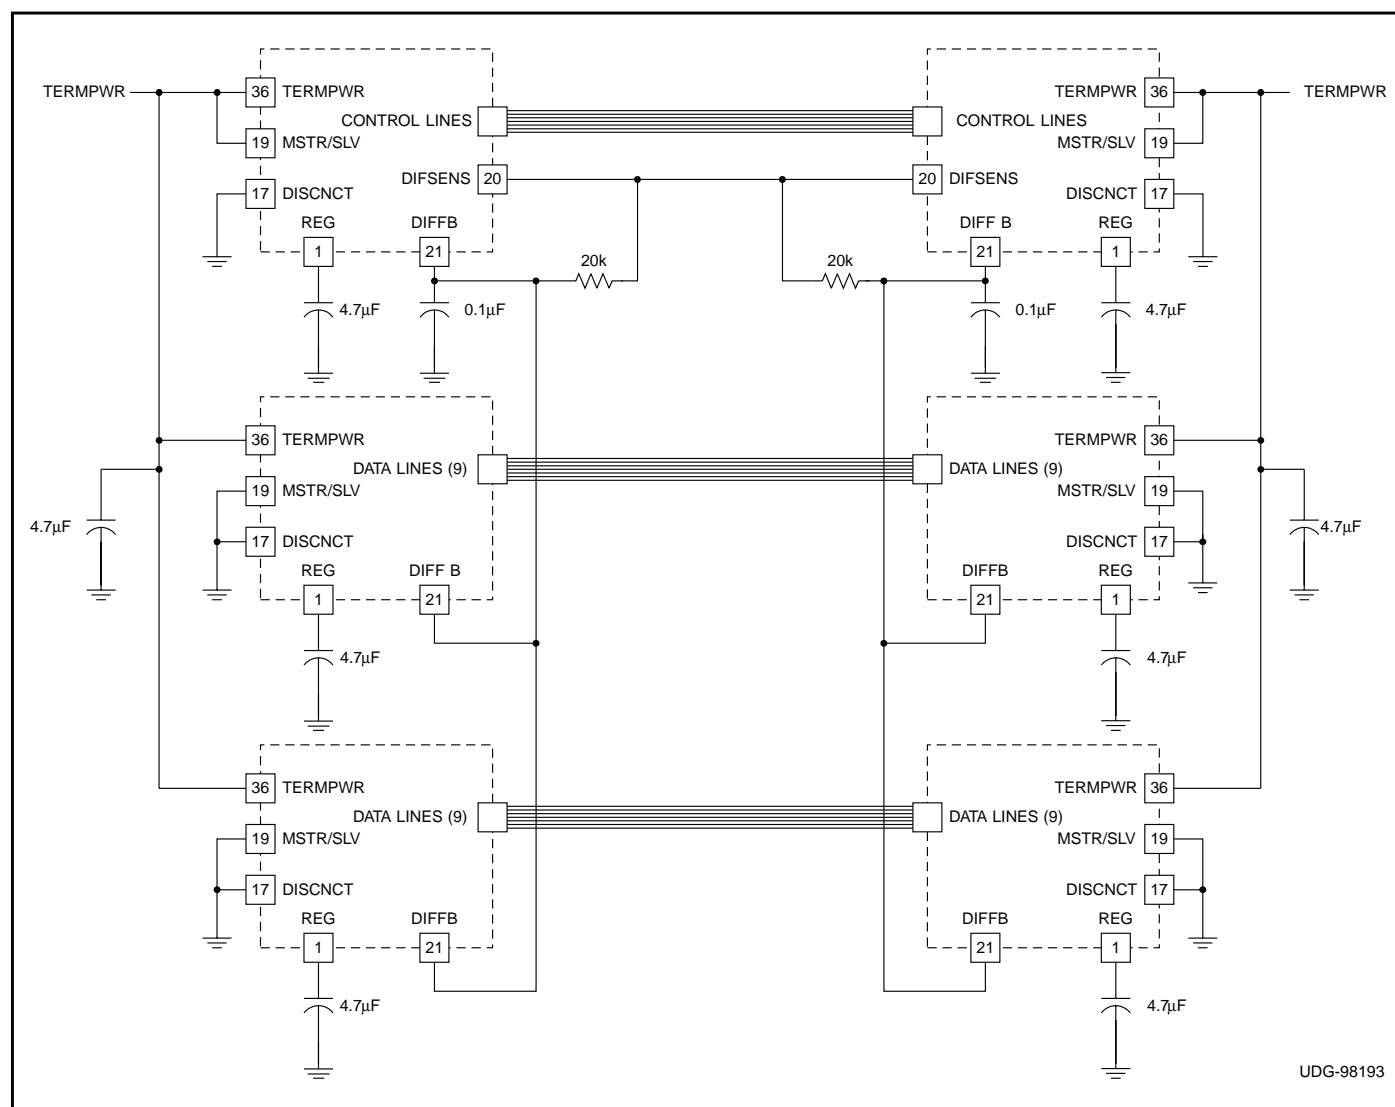 TERMPWR 36 TERMPWR TERMPWR 36 TERMPWR
CONTROL LINES CONTROL LINES
19 MSTR/SLV MSTR/SLV 19
DIFSENS 20 20 DIFSENS
17 DISCNCT DISCNCT 17
REG DIFFB DIFF B REG
1 21 21 1
20k 20k
4.7µF 0.1µF 0.1µF 4.7µF
36 TERMPWR TERMPWR 36
DATA LINES (9) DATA LINES (9)
19 MSTR/SLV MSTR/SLV 19
4.7µF 4.7µF
17 DISCNCT DISCNCT 17
REG DIFF B DIFFB REG
1 21 21 1
4.7µF 4.7µF
36 TERMPWR TERMPWR 36
DATA LINES (9) DATA LINES (9)
19 MSTR/SLV MSTR/SLV 19
17 DISCNCT DISCNCT 17
REG DIFFB DIFFB REG
1 21 21 1
4.7µF 4.7µF
UDG-98193